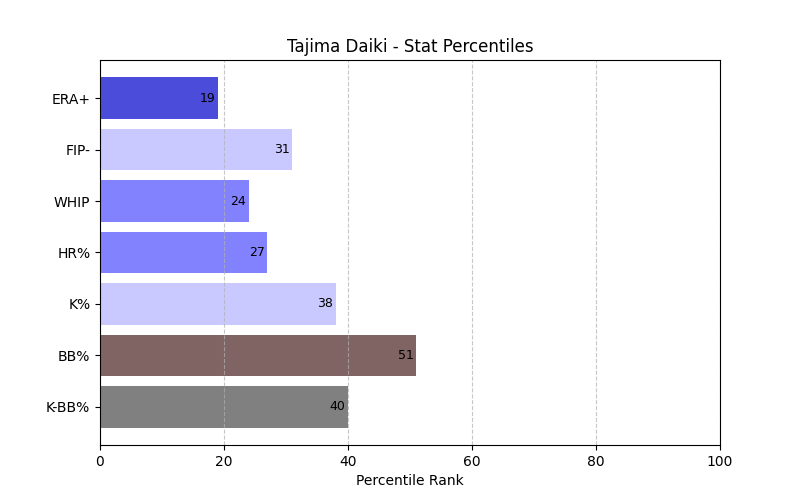 Tajima Daiki - Stat Percentiles
ERA+ 19
FIP- 31
WHIP 24
HR% 27
K% 38
BB% 51
K-BB% 40
0 20 40 60 80 100
Percentile Rank